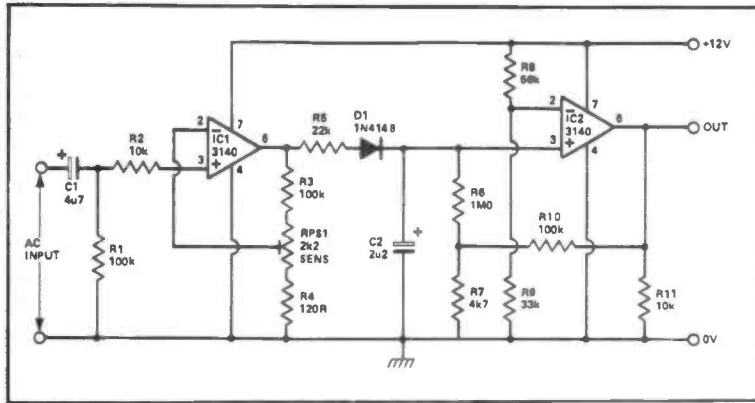 +12V
R8
56k
2
7
IC1
3140
6
3
4
R5
22k
D1
1N4148
2
7
IC2
3140
6
3
4
OUT
+
C1
4u7
R2
10k
AC
INPUT
R1
100k
R3
100k
RPS1
2k2
SENS
R4
120R
C2
2u2
+
R6
1M0
R7
4k7
R10
100k
R9
33k
R11
10k
0V